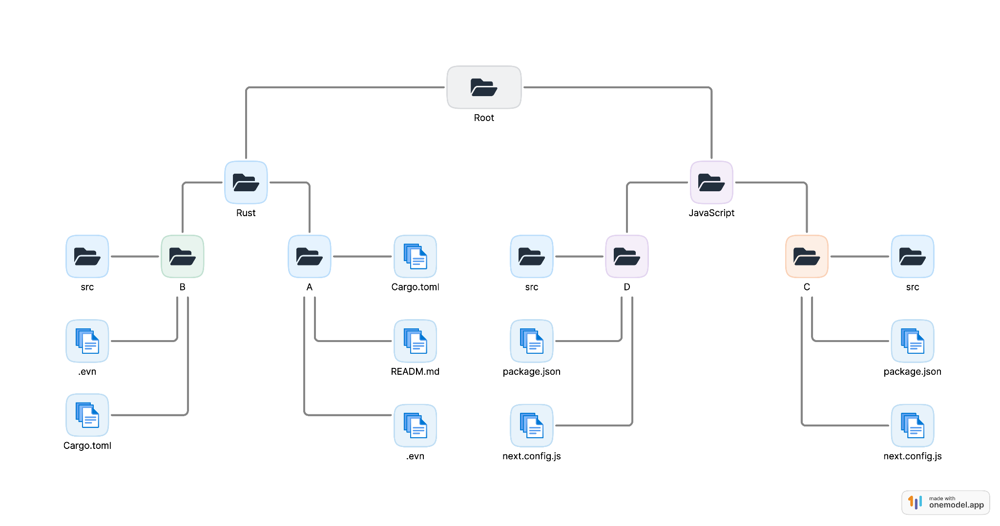 Root
Rust
JavaScript
src
B
A
Cargo.toml
src
D
C
src
.evn
READM.md
package.json
package.json
Cargo.toml
.evn
next.config.js
next.config.js
made with
onemodel.app